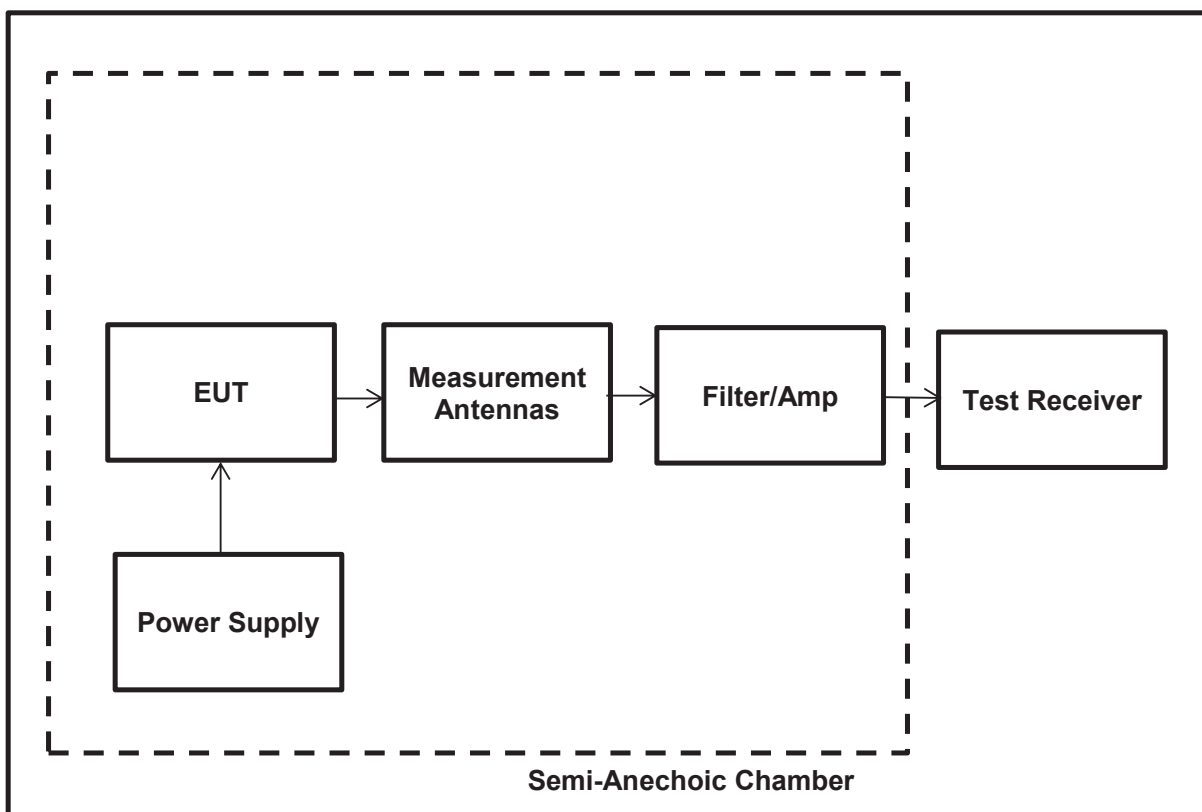 EUT
Measurement
Antennas
Filter/Amp
Test Receiver
Power Supply
Semi-Anechoic Chamber